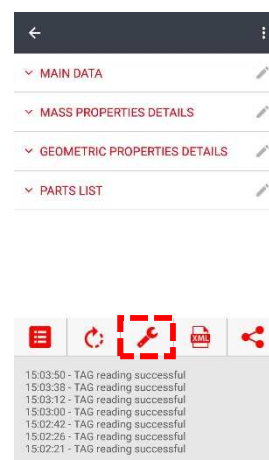 MAIN DATA
MASS PROPERTIES DETAILS
GEOMETRIC PROPERTIES DETAILS
PARTS LIST
XML
15:03:50 - TAG reading successful
15:03:38 - TAG reading successful
15:03:12 - TAG reading successful
15:03:00 - TAG reading successful
15:02:42 - TAG reading successful
15:02:26 - TAG reading successful
15:02:21 - TAG reading successful